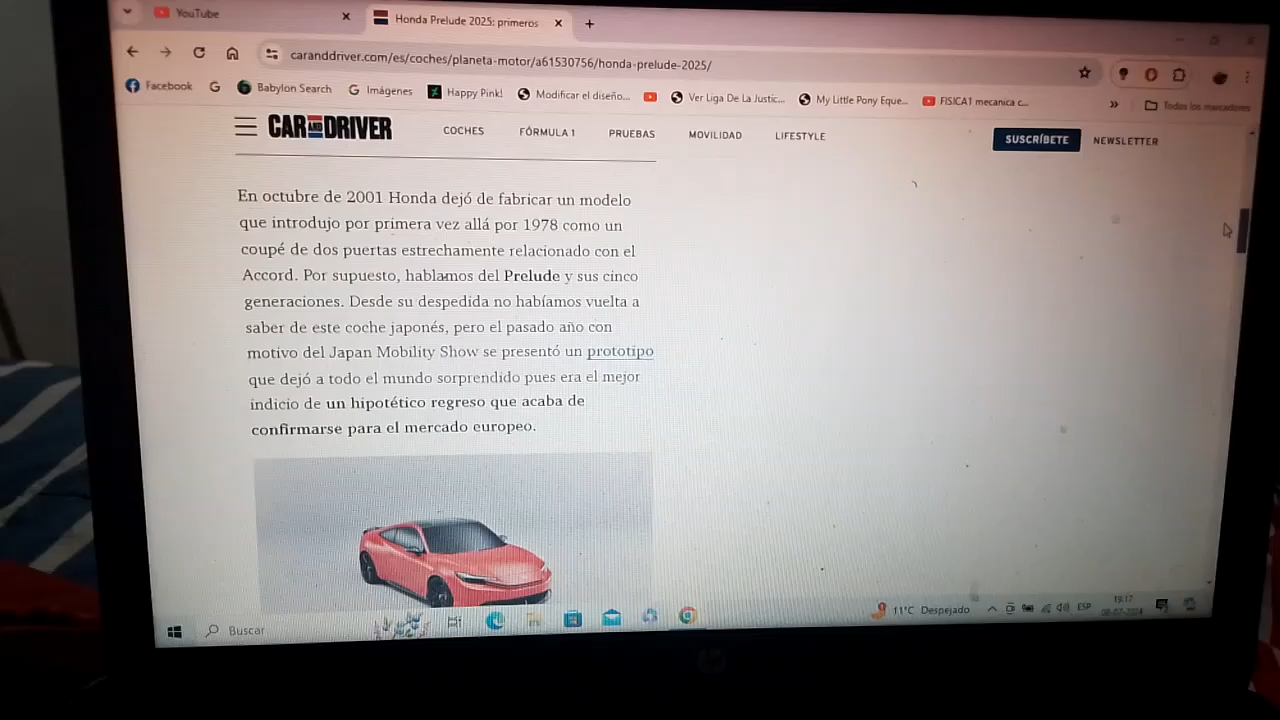 YouTube
Honda Prelude 2025: primeros
caranddriver.com/es/coches/planeta-motor/a61530756/honda-prelude-2025/
Facebook
Babylon Search
Imágenes
Happy Pink!
Modificar el diseño...
Ver Liga De La Justic...
My Little Pony Eque...
FISICA1 mecanica c...
Todos los marcadores
CAR AND DRIVER
COCHES
FÓRMULA 1
PRUEBAS
MOVILIDAD
LIFESTYLE
SUSCRÍBETE
NEWSLETTER
En octubre de 2001 Honda dejó de fabricar un modelo
que introdujo por primera vez allá por 1978 como un
coupé de dos puertas estrechamente relacionado con el
Accord. Por supuesto, hablamos del Prelude y sus cinco
generaciones. Desde su despedida no habíamos vuelta a
saber de este coche japonés, pero el pasado año con
motivo del Japan Mobility Show se presentó un prototipo
que dejó a todo el mundo sorprendido pues era el mejor
indicio de un hipotético regreso que acaba de
confirmarse para el mercado europeo.
Buscar
11°C Despejado
ESP
19:17